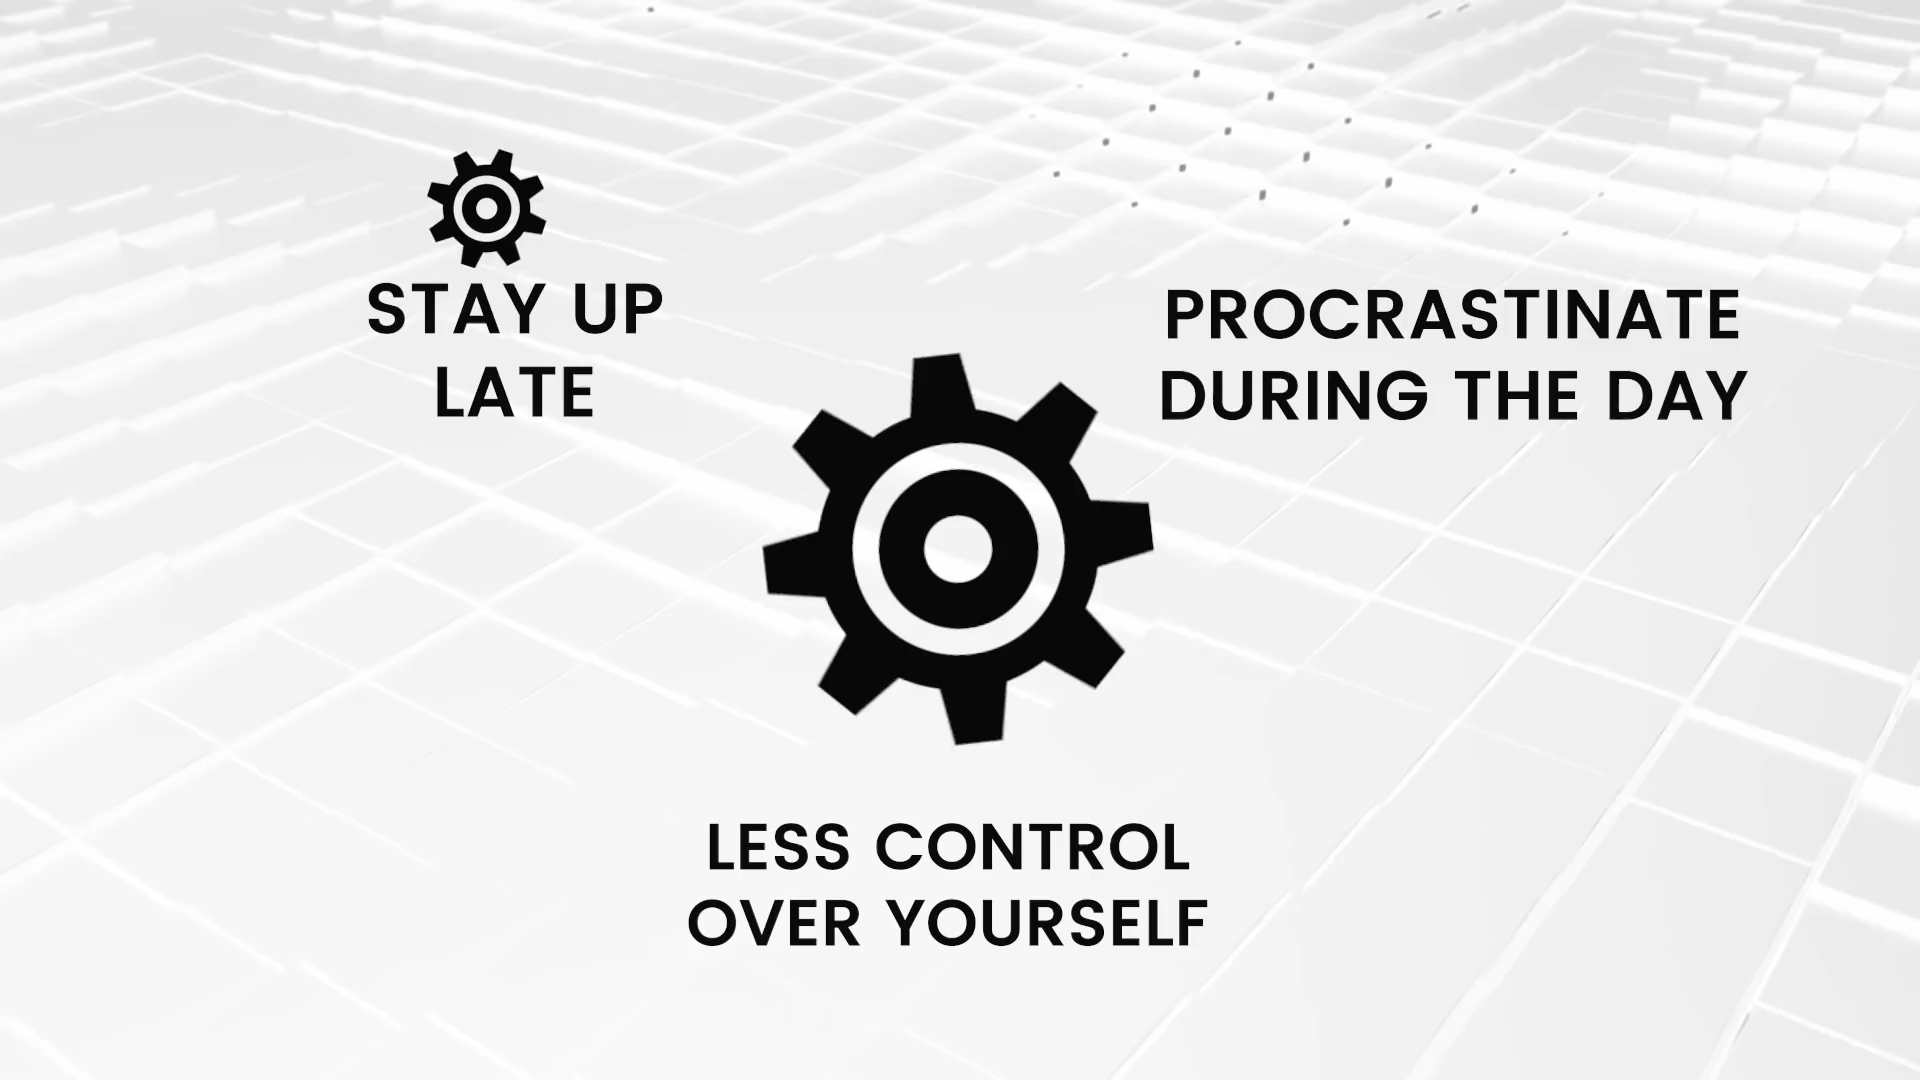 STAY UP
LATE
PROCRASTINATE
DURING THE DAY
LESS CONTROL
OVER YOURSELF